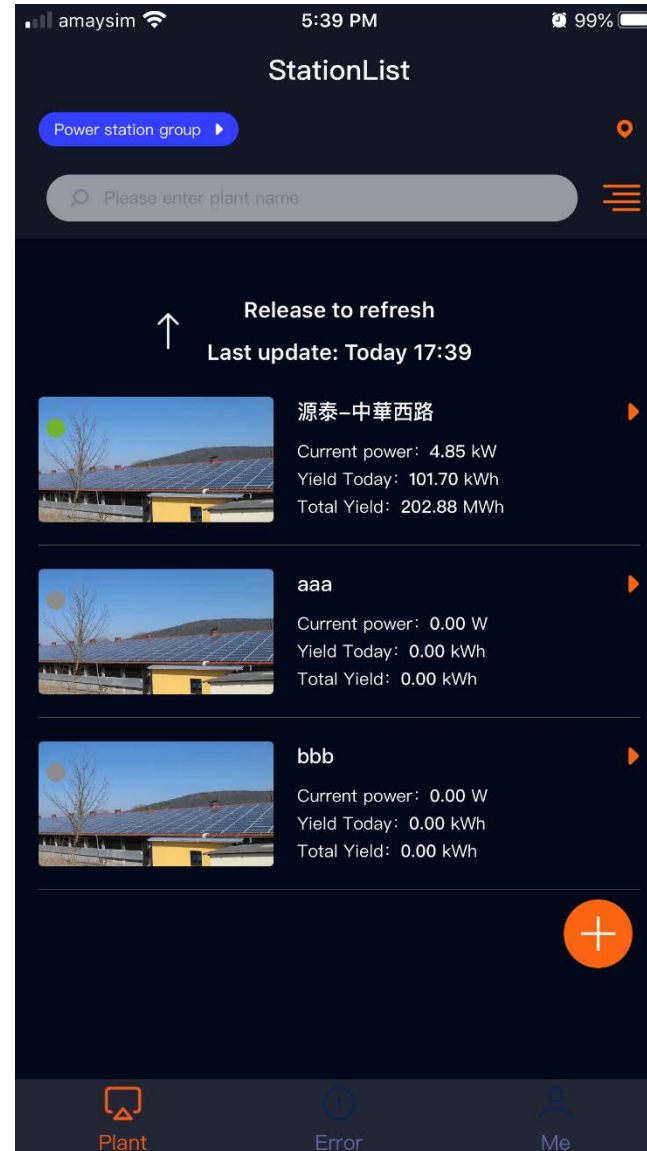 amaysim 5:39 PM 99%
StationList
Power station group
Please enter plant name
Release to refresh
Last update: Today 17:39
源泰-中華西路
Current power: 4.85 kW
Yield Today: 101.70 kWh
Total Yield: 202.88 MWh
aaa
Current power: 0.00 W
Yield Today: 0.00 kWh
Total Yield: 0.00 kWh
bbb
Current power: 0.00 W
Yield Today: 0.00 kWh
Total Yield: 0.00 kWh
Plant Error Me